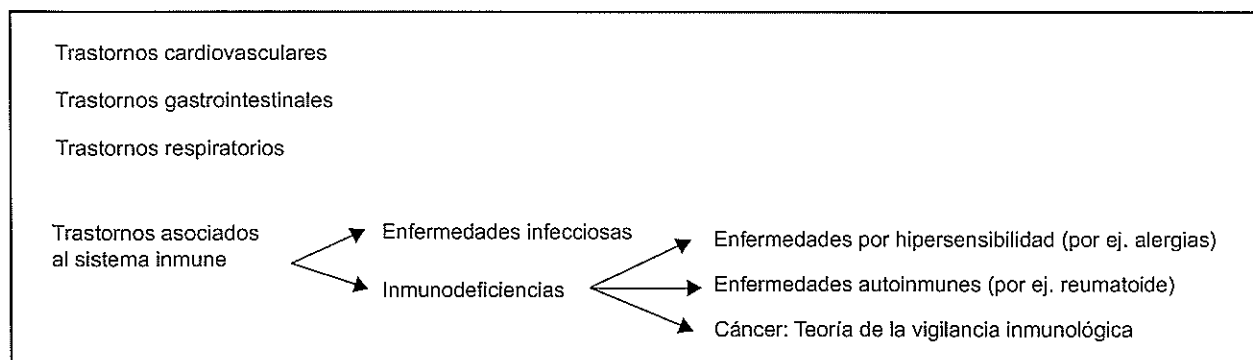 Trastornos cardiovasculares
Trastornos gastrointestinales
Trastornos respiratorios
Trastornos asociados
al sistema inmune
Enfermedades infecciosas
Inmunodeficiencias
Enfermedades por hipersensibilidad (por ej. alergias)
Enfermedades autoinmunes (por ej. reumatoide)
Cáncer: Teoría de la vigilancia inmunológica